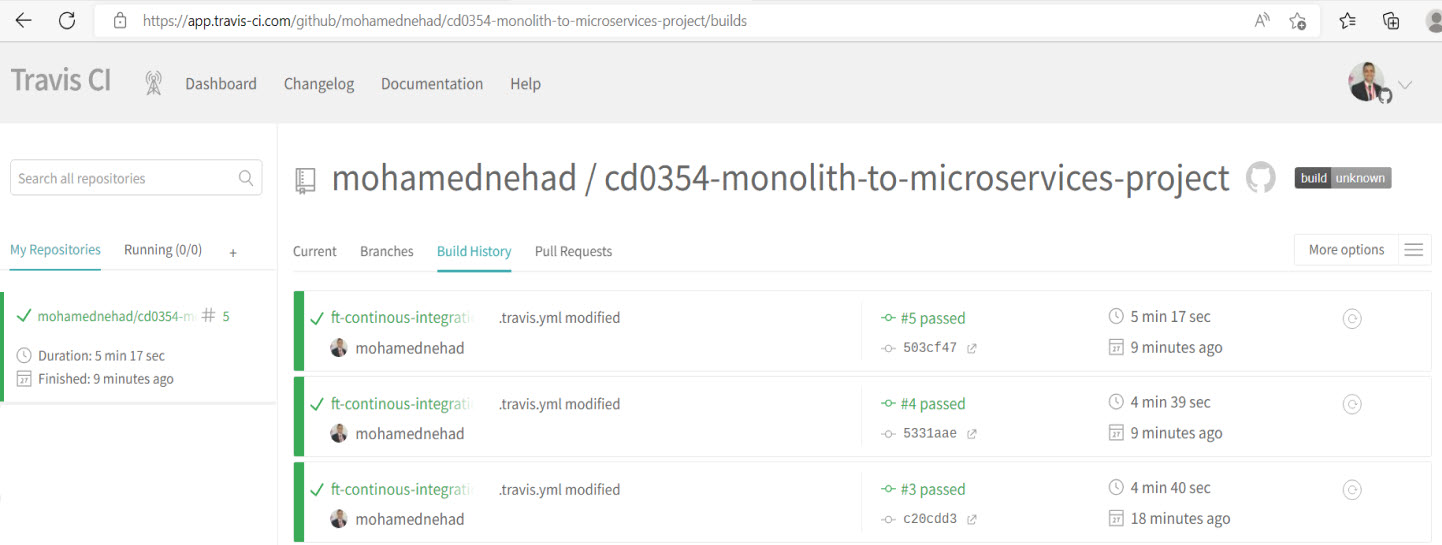 https://app.travis-ci.com/github/mohamednehad/cd0354-monolith-to-microservices-project/builds
Travis CI Dashboard Changelog Documentation Help
Search all repositories
mohamednehad / cd0354-monolith-to-microservices-project build unknown
My Repositories Running (0/0) +
Current Branches Build History Pull Requests More options
mohamednehad/cd0354-m # 5
Duration: 5 min 17 sec
Finished: 9 minutes ago
ft-continous-integrati .travis.yml modified #5 passed 5 min 17 sec
mohamednehad 503cf47 9 minutes ago
ft-continous-integrati .travis.yml modified #4 passed 4 min 39 sec
mohamednehad 5331aae 9 minutes ago
ft-continous-integrati .travis.yml modified #3 passed 4 min 40 sec
mohamednehad c20cdd3 18 minutes ago